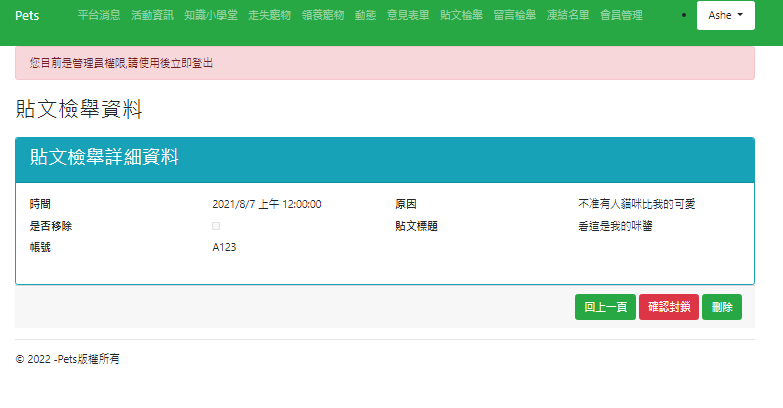 Pets 平台消息 活動資訊 知識小學堂 走失寵物 領養寵物 動態 意見表單 貼文檢舉 留言檢舉 凍結名單 會員管理 Ashe
您目前是管理員權限,請使用後立即登出
貼文檢舉資料
貼文檢舉詳細資料
時間 2021/8/7 上午 12:00:00 原因 不准有人貓咪比我的可愛
是否移除 貼文標題 看這是我的咪醬
帳號 A123
回上一頁 確認封鎖 刪除
© 2022 -Pets版權所有